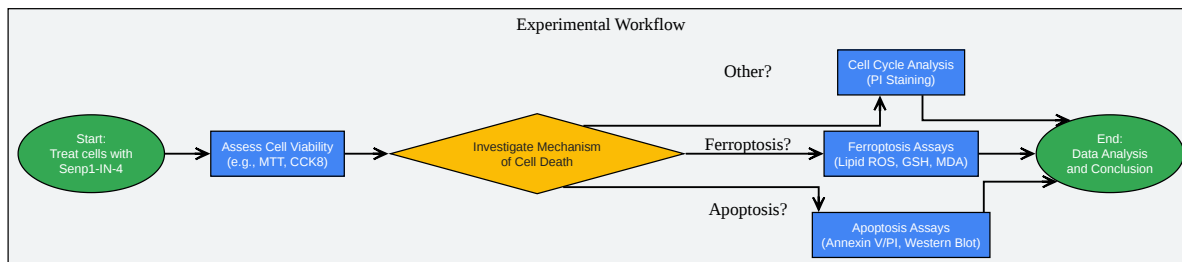 Experimental Workflow
Start:
Treat cells with
Senp1-IN-4
Assess Cell Viability
(e.g., MTT, CCK8)
Investigate Mechanism
of Cell Death
Other?
Cell Cycle Analysis
(PI Staining)
Ferroptosis?
Ferroptosis Assays
(Lipid ROS, GSH, MDA)
Apoptosis?
Apoptosis Assays
(Annexin V/PI, Western Blot)
End:
Data Analysis
and Conclusion